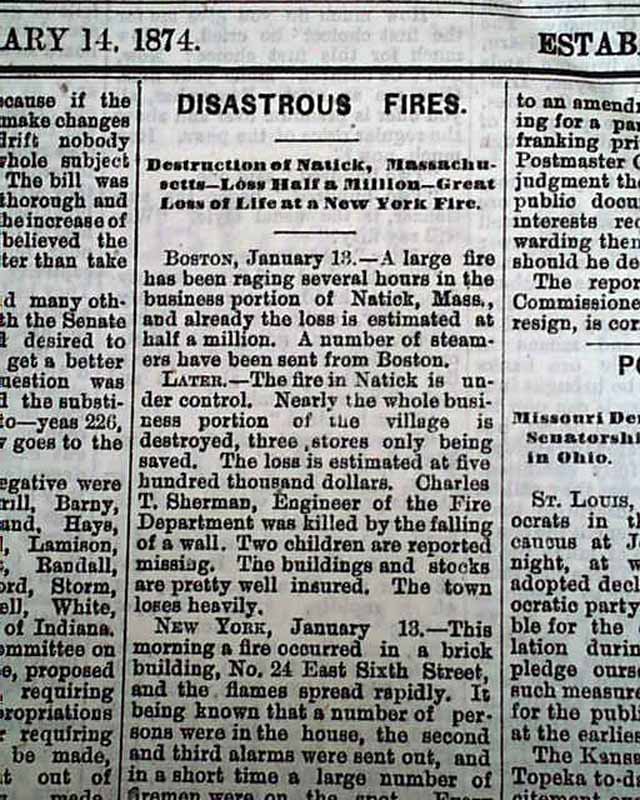 ARY 14, 1874.
ESTAB
ecause if the
make changes
drift nobody
whole subject
The bill was
thorough and
he increase of
believed the
ter than take
d many oth-
th the Senate
desired to
get a better
uestion was
d the substi-
to—yeas 226,
goes to the
egative were
rill, Barny,
and, Hays,
Lamison,
Randall,
ord, Storm,
ell, White,
of Indiana.
ommittee on
e, proposed
requiring
propriations
r requiring
be made,
t out of
made
DISASTROUS FIRES.
Destruction of Natick, Massachu-
setts—Loss Half a Million—Great
Loss of Life at a New York Fire.
BOSTON, January 13.—A large fire
has been raging several hours in the
business portion of Natick, Mass.,
and already the loss is estimated at
half a million. A number of steam-
ers have been sent from Boston.
LATER.—The fire in Natick is un-
der control. Nearly the whole busi-
ness portion of the village is
destroyed, three stores only being
saved. The loss is estimated at five
hundred thousand dollars. Charles
T. Sherman, Engineer of the Fire
Department was killed by the falling
of a wall. Two children are reported
missing. The buildings and stocks
are pretty well insured. The town
loses heavily.
NEW YORK, January 13.—This
morning a fire occurred in a brick
building, No. 24 East Sixth Street,
and the flames spread rapidly. It
being known that a number of per-
sons were in the house, the second
and third alarms were sent out, and
in a short time a large number of
firemen were on the spot.
to an amendi
ing for a pa
franking pri
Postmaster G
judgment th
public docu
interests rec
warding them
should he de
The repor
Commissione
resign, is cor
PO
Missouri De
Senatorshi
in Ohio.
ST. LOUIS,
ocrats in th
caucus at J
night, at w
adopted decl
ocratic party
ble for the
lation durin
pledge ours
such measure
for the publi
at the earlies
The Kansa
Topeka to-d